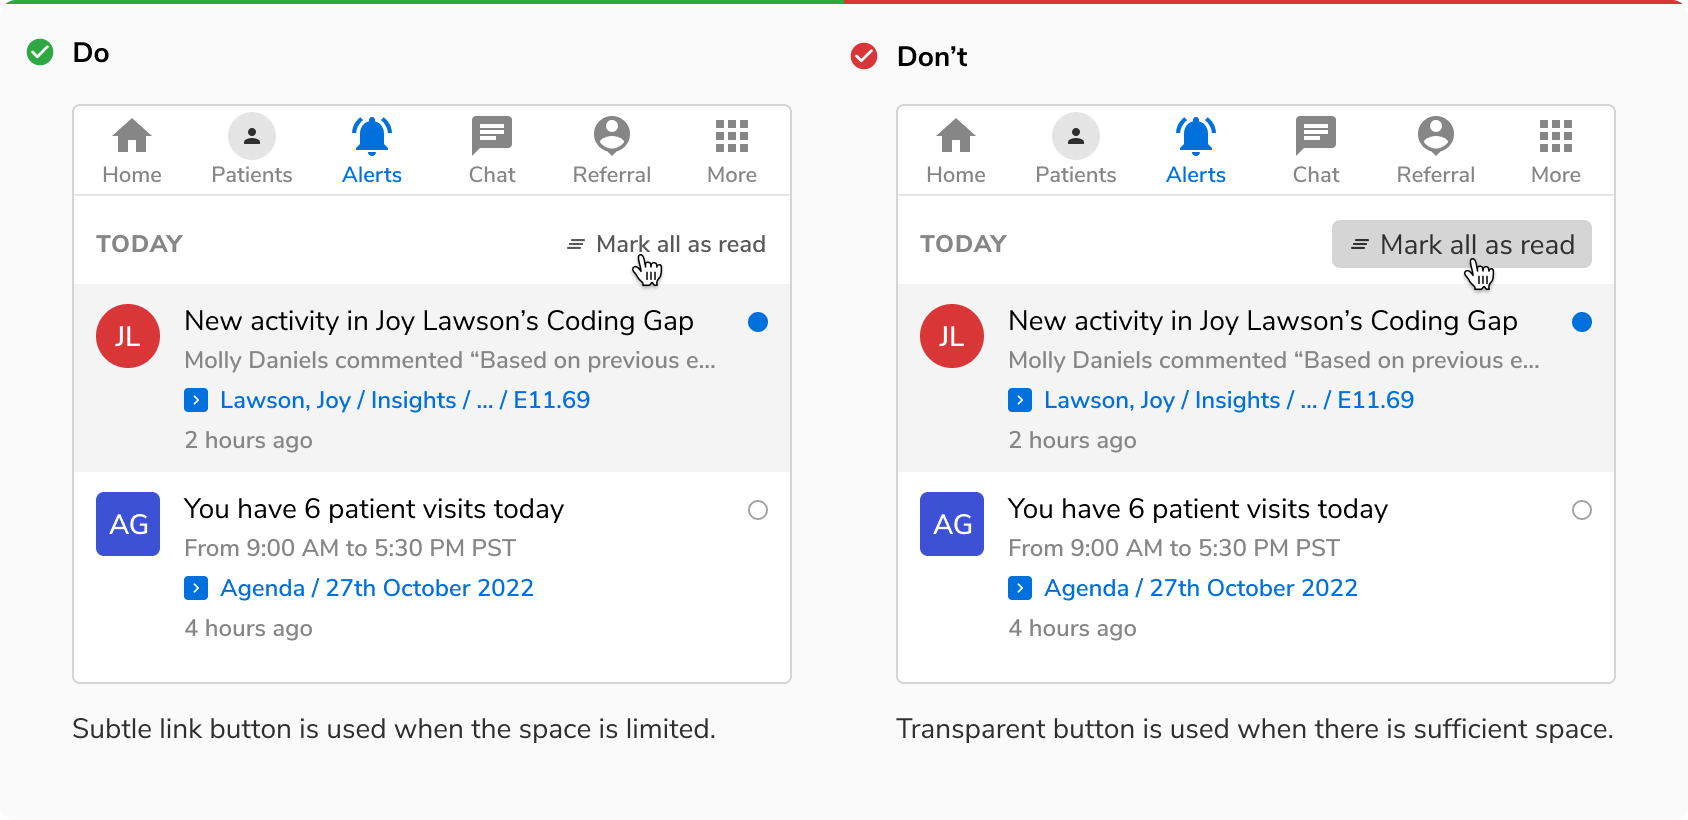 Do
Home Patients Alerts Chat Referral More
TODAY Mark all as read
JL
New activity in Joy Lawson’s Coding Gap
Molly Daniels commented “Based on previous e...
Lawson, Joy / Insights / ... / E11.69
2 hours ago
AG
You have 6 patient visits today
From 9:00 AM to 5:30 PM PST
Agenda / 27th October 2022
4 hours ago
Subtle link button is used when the space is limited.
Don’t
Home Patients Alerts Chat Referral More
TODAY Mark all as read
JL
New activity in Joy Lawson’s Coding Gap
Molly Daniels commented “Based on previous e...
Lawson, Joy / Insights / ... / E11.69
2 hours ago
AG
You have 6 patient visits today
From 9:00 AM to 5:30 PM PST
Agenda / 27th October 2022
4 hours ago
Transparent button is used when there is sufficient space.